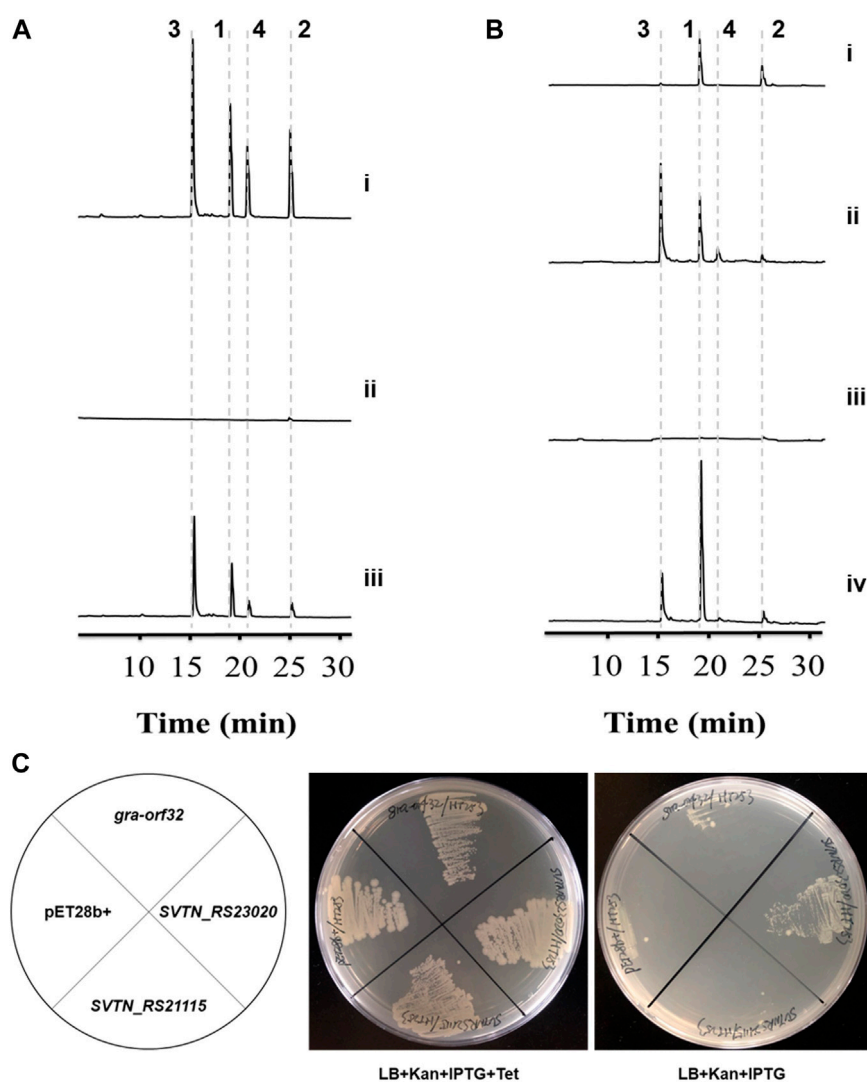 A
3 1 4 2
i
ii
iii
10 15 20 25 30
Time (min)
B
3 1 4 2
i
ii
iii
iv
10 15 20 25 30
Time (min)
C
gra-orf32
pET28b+
SVTN_RS23020
SVTN_RS21115
LB+Kan+IPTG+Tet
LB+Kan+IPTG